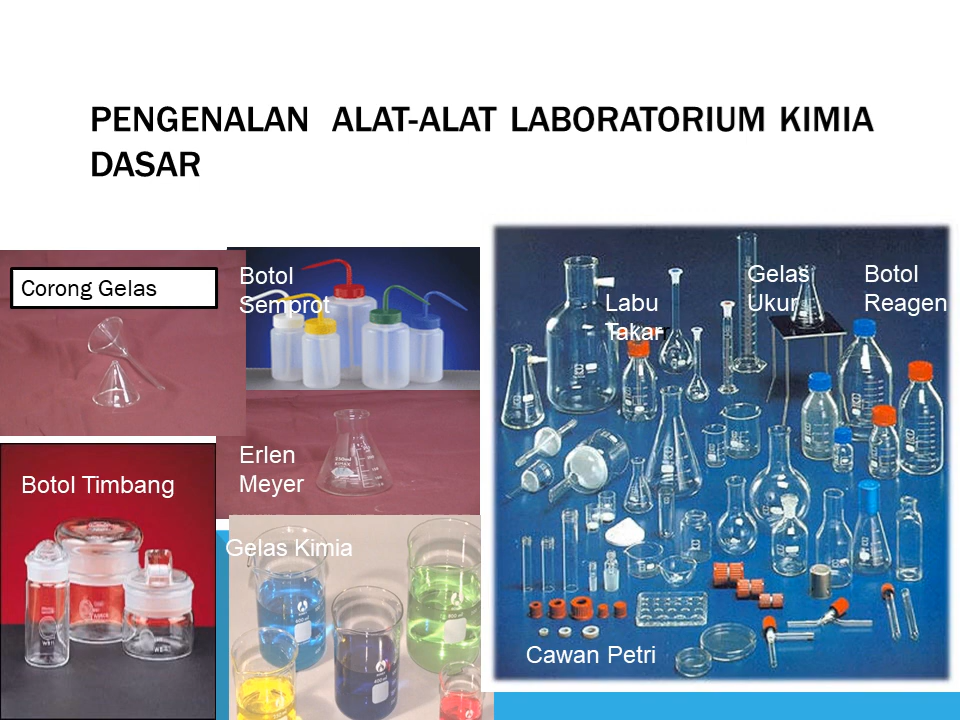 PENGENALAN ALAT-ALAT LABORATORIUM KIMIA
DASAR
Corong Gelas
Botol
Semprot
Labu
Takar
Gelas
Ukur
Botol
Reagen
Erlen
Meyer
Botol Timbang
Gelas Kimia
Cawan Petri